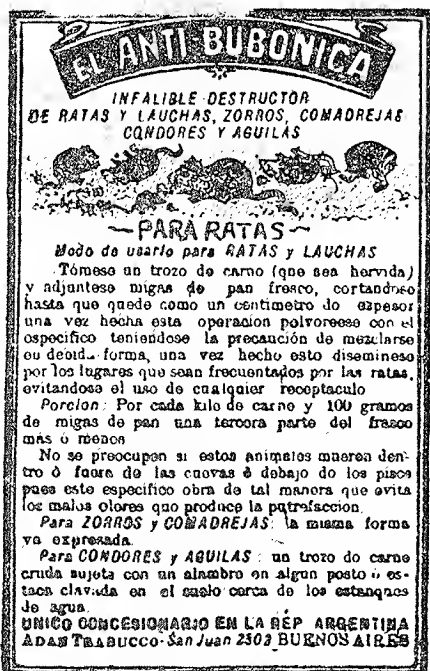 EL ANTI BUBONICA
INFALIBLE DESTRUCTOR
DE RATAS Y LAUCHAS, ZORROS, COMADREJAS
CONDORES Y AGUILAS
PARA RATAS
Modo de usarlo para RATAS y LAUCHAS
Tómese un trozo de carne (que sea hervida)
y adjuntese migas de pan fresco, cortandose
hasta que quede como un centimetro de espesor
una vez hecha esta operacion polvoreese con el
especifico teniendose la precaución de mezclarse
en debida forma, una vez hecho esto diseminese
por los lugares que sean frecuentados por las ratas,
evitandose el uso de cualquier receptaculo
Porcion: Por cada kilo de carne y 100 gramos
de migas de pan una tercera parte del frasco
más ó menos
No se preocupen si estos animales mueren den-
tro ó fuera de las cuevas ó debajo de los pisos
pues este especifico obra de tal manera que evita
los malos olores que produce la putrefaccion.
Para ZORROS y COMADREJAS: la misma forma
ya expresada.
Para CONDORES y AGUILAS: un trozo de carne
cruda sujeta con un alambre en algun poste ó es-
taca clavada en el suelo cerca de los estanques
de agua.
UNICO CONCESIONARIO EN LA REP ARGENTINA
ADAN TRABUCCO - San Juan 2302 BUENOS AIRES